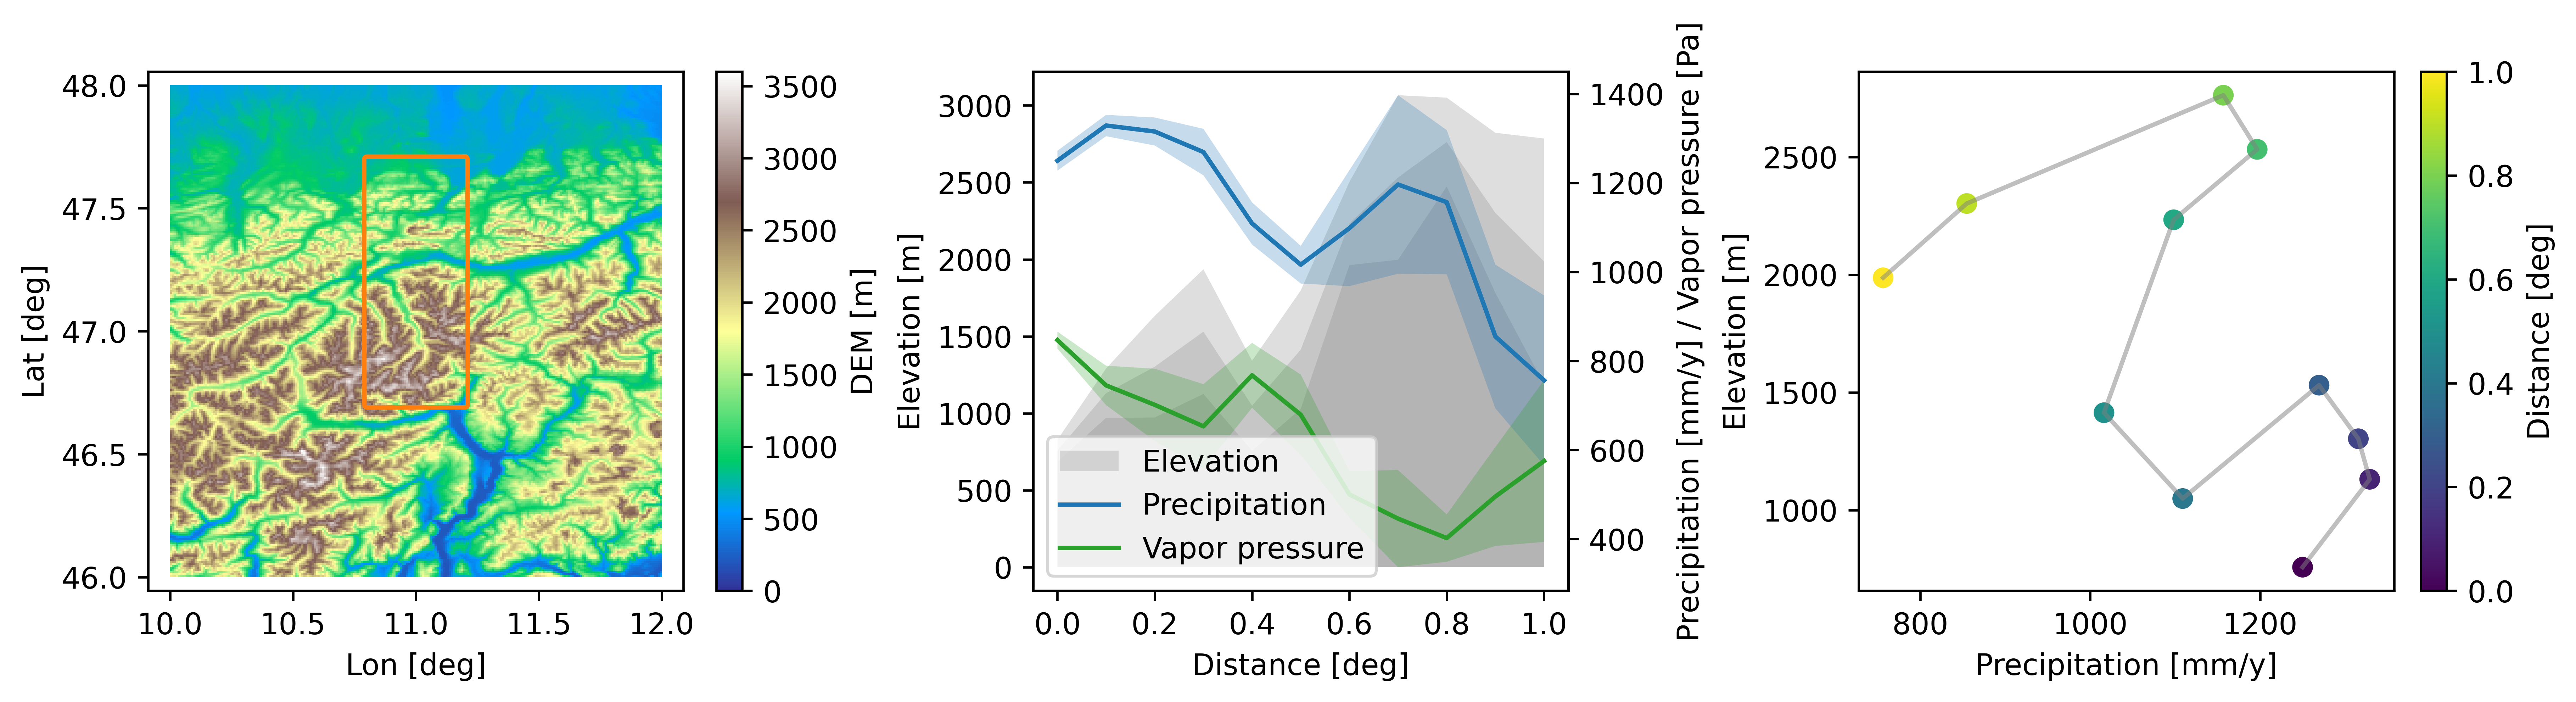 48.0
47.5
47.0
46.5
46.0
Lat [deg]
10.0 10.5 11.0 11.5 12.0
Lon [deg]
3500
3000
2500
2000
1500
1000
500
0
DEM [m]
3000
2500
2000
1500
1000
500
0
Elevation [m]
Elevation
Precipitation
Vapor pressure
0.0 0.2 0.4 0.6 0.8 1.0
Distance [deg]
1400
1200
1000
800
600
400
Precipitation [mm/y] / Vapor pressure [Pa]
2500
2000
1500
1000
Elevation [m]
800 1000 1200
Precipitation [mm/y]
1.0
0.8
0.6
0.4
0.2
0.0
Distance [deg]